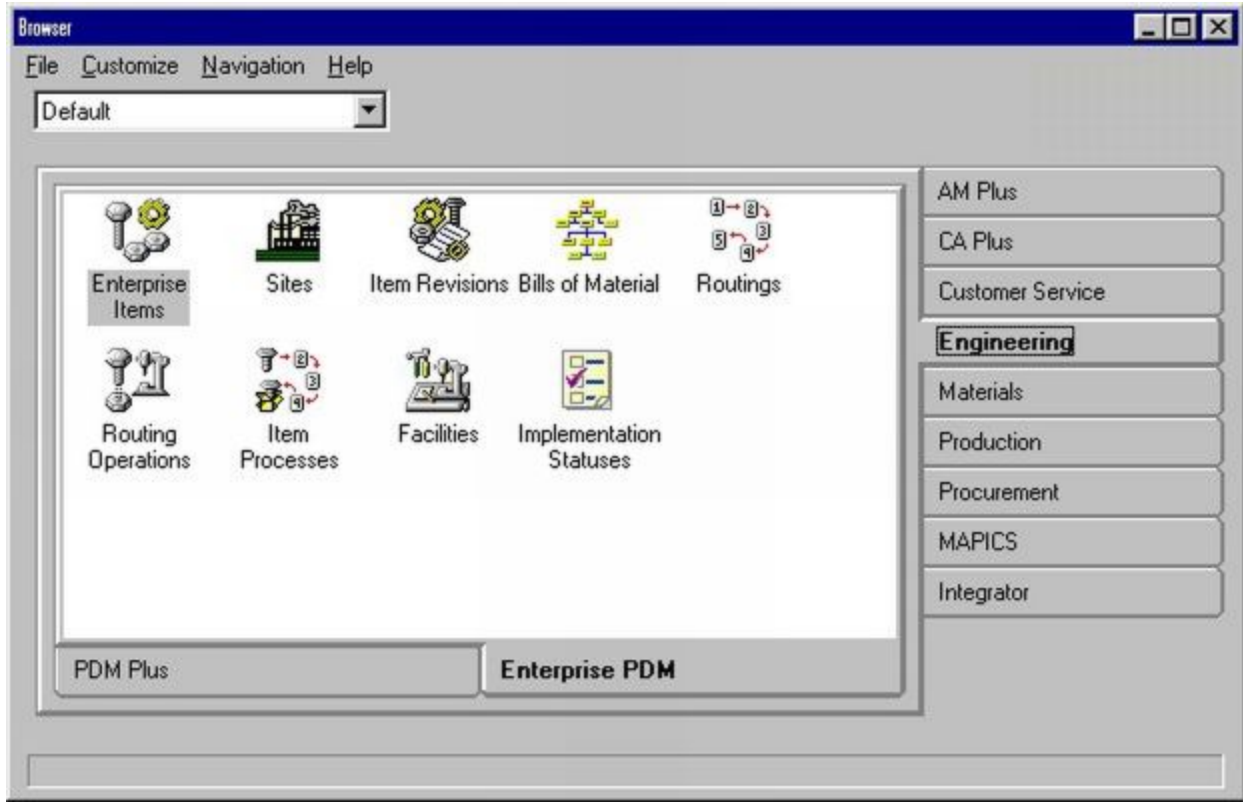 Browser
File Customize Navigation Help
Default
Enterprise
Items
Sites
Item Revisions
Bills of Material
Routings
Routing
Operations
Item
Processes
Facilities
Implementation
Statuses
PDM Plus
Enterprise PDM
AM Plus
CA Plus
Customer Service
Engineering
Materials
Production
Procurement
MAPICS
Integrator